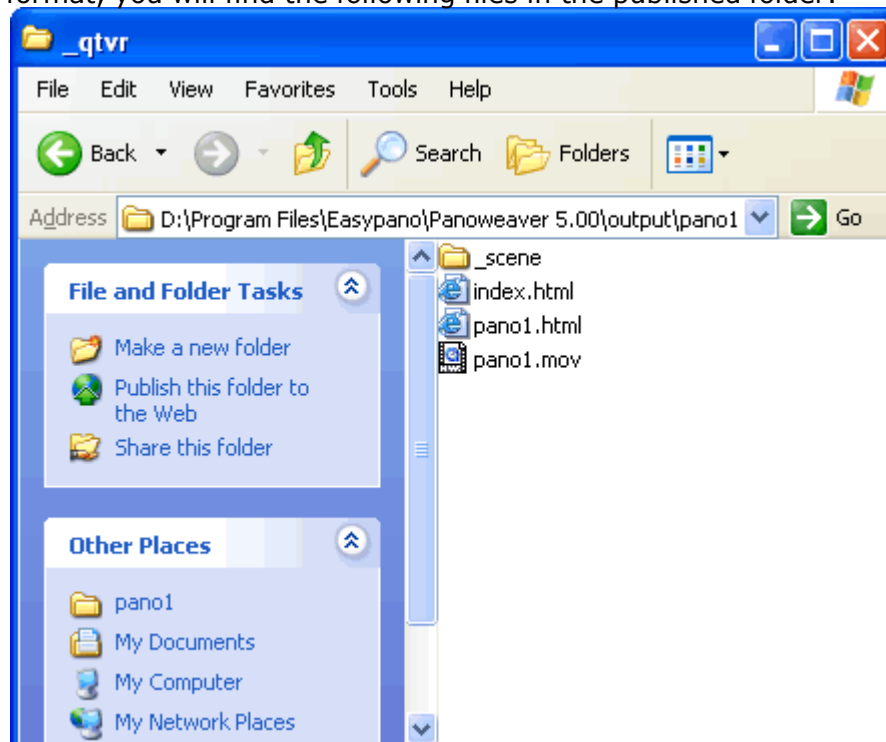 format, you will find the following files in the published folder:
_qtvr
File Edit View Favorites Tools Help
Back Search Folders
Address D:\Program Files\Easypano\Panoweaver 5.00\output\pano1 Go
File and Folder Tasks
Make a new folder
Publish this folder to
the Web
Share this folder
Other Places
pano1
My Documents
My Computer
My Network Places
_scene
index.html
pano1.html
pano1.mov